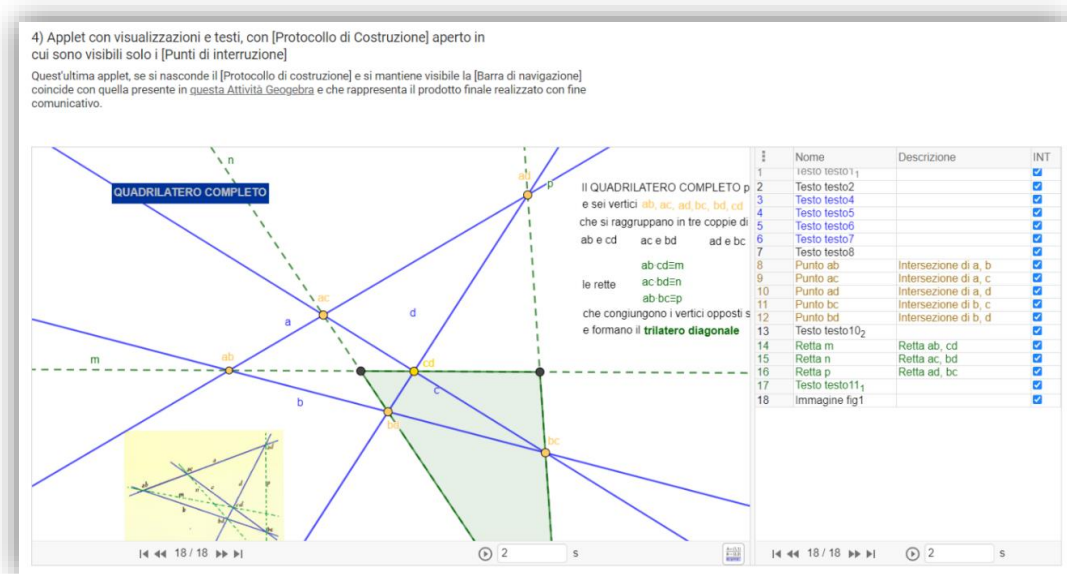 4) Applet con visualizzazioni e testi, con [Protocollo di Costruzione] aperto in
cui sono visibili solo i [Punti di interruzione]
Quest'ultima applet, se si nasconde il [Protocollo di costruzione] e si mantiene visibile la [Barra di navigazione]
coincide con quella presente in questa Attività Geogebra e che rappresenta il prodotto finale realizzato con fine
comunicativo.
QUADRILATERO COMPLETO
n
ad
p
ac
a
d
m
ab
cd
c
b
bd
bc
Il QUADRILATERO COMPLETO p
e sei vertici ab, ac, ad, bc, bd, cd
che si raggruppano in tre coppie di
ab e cd ac e bd ad e bc
ab·cd≡m
le rette ac·bd≡n
ab·bc≡p
che congiungono i vertici opposti s
e formano il trilatero diagonale
18 / 18
2 s
Nome Descrizione INT
1 Testo testo1₁
2 Testo testo2
3 Testo testo4
4 Testo testo5
5 Testo testo6
6 Testo testo7
7 Testo testo8
8 Punto ab Intersezione di a, b
9 Punto ac Intersezione di a, c
10 Punto ad Intersezione di a, d
11 Punto bc Intersezione di b, c
12 Punto bd Intersezione di b, d
13 Testo testo10₂
14 Retta m Retta ab, cd
15 Retta n Retta ac, bd
16 Retta p Retta ad, bc
17 Testo testo11₁
18 Immagine fig1
18 / 18
2 s